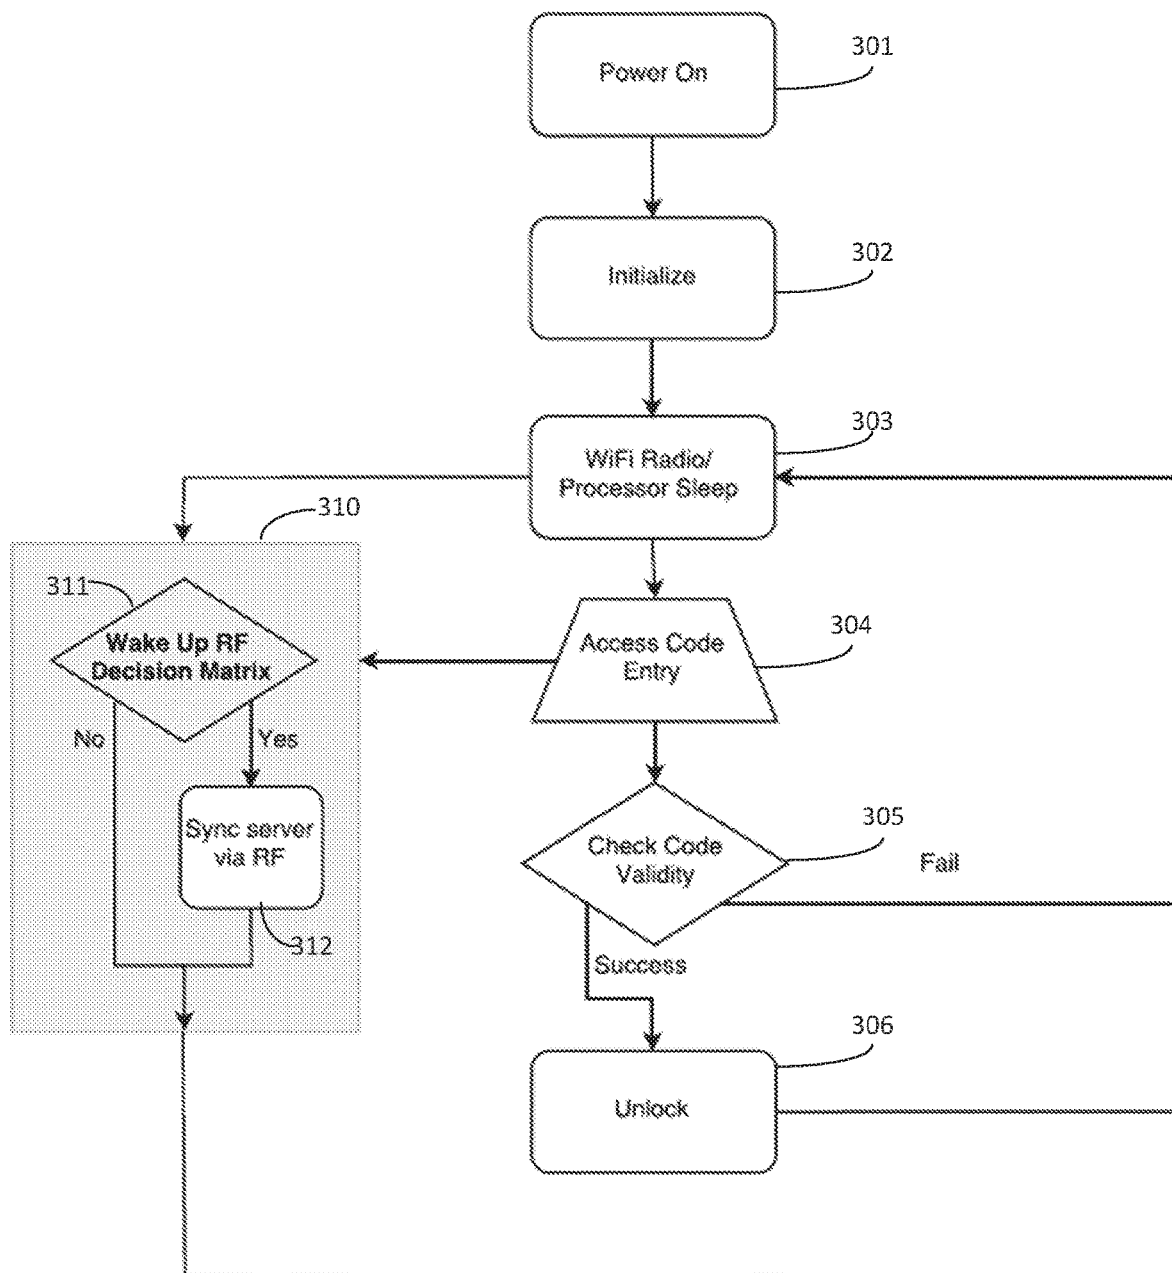 301
Power On
302
Initialize
303
WiFi Radio/
Processor Sleep
310
311
Wake Up RF
Decision Matrix
304
Access Code
Entry
No
Yes
Sync server
via RF
312
305
Check Code
Validity
Fail
Success
306
Unlock